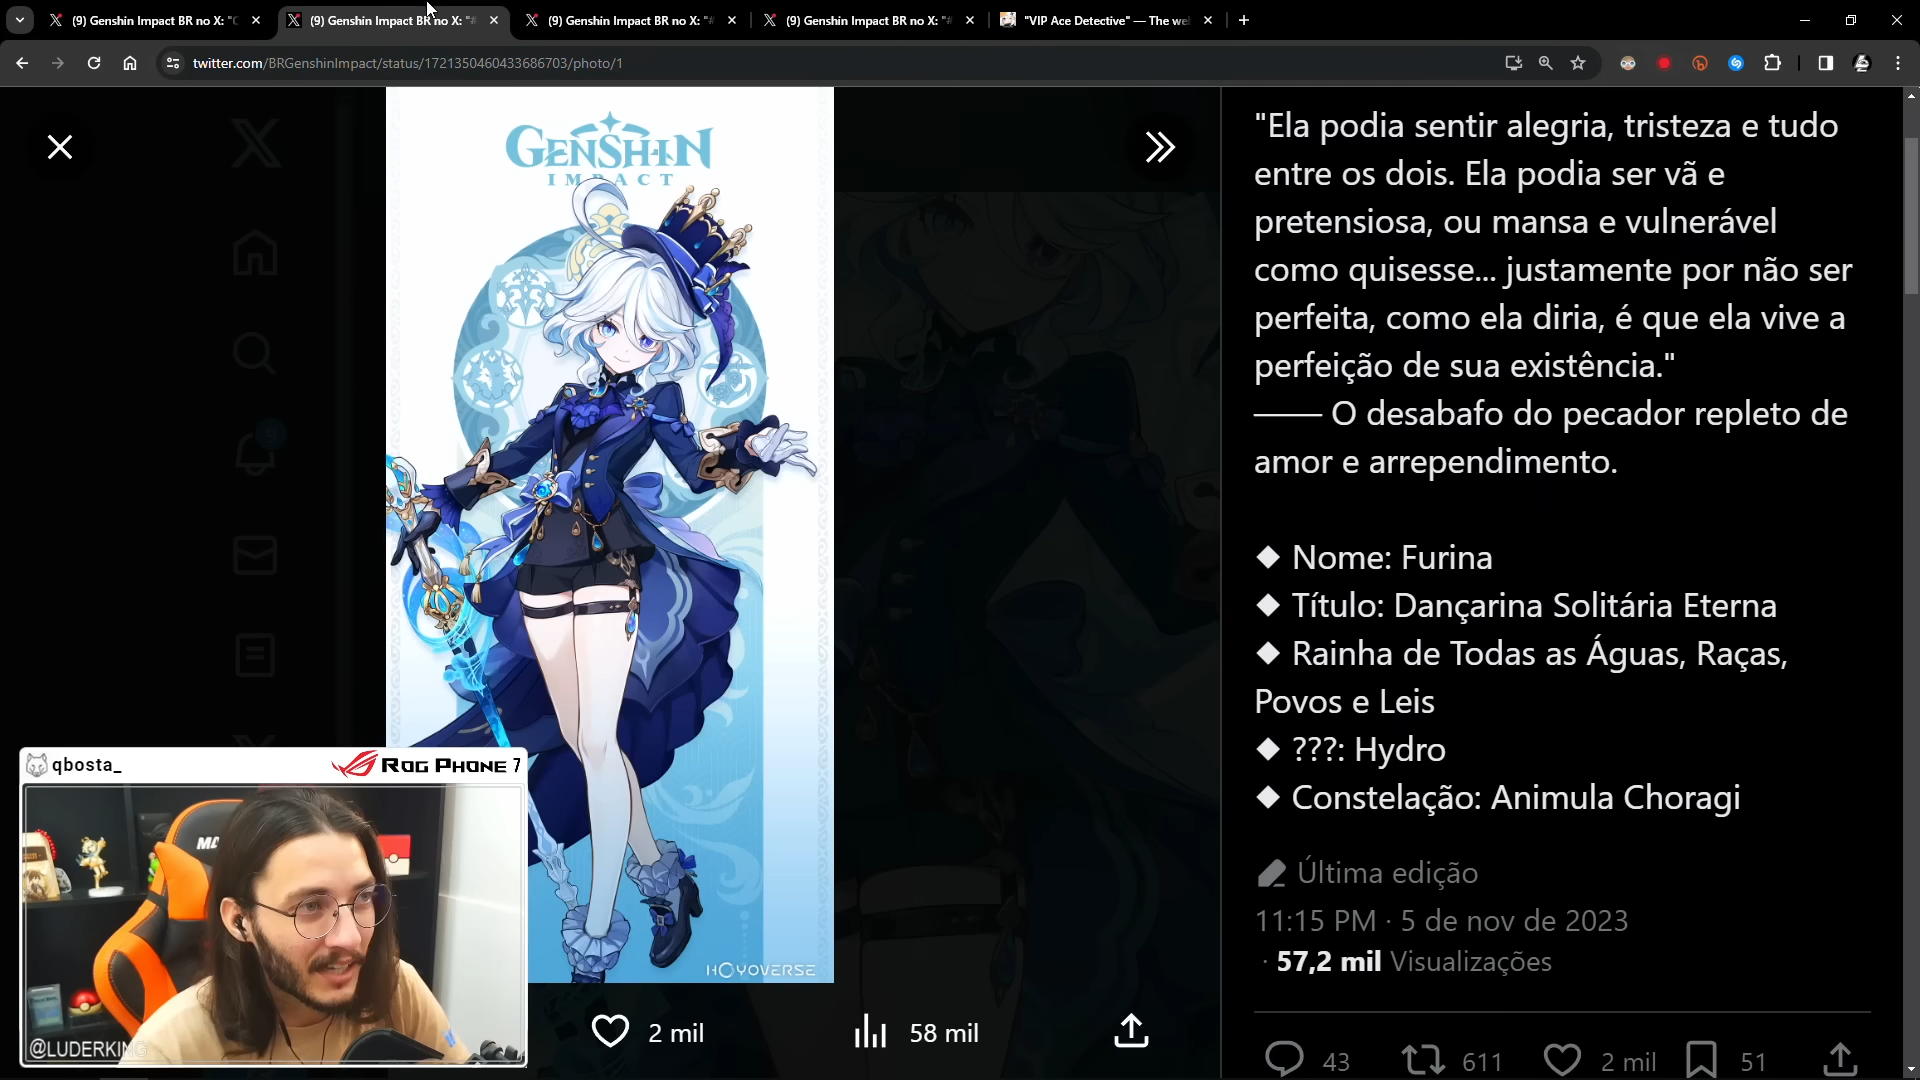 (9) Genshin Impact BR no X: "C
(9) Genshin Impact BR no X: "#
(9) Genshin Impact BR no X: "#
(9) Genshin Impact BR no X: "#
"VIP Ace Detective" — The we
twitter.com/BRGenshinImpact/status/1721350460433686703/photo/1
GENSHIN
IMPACT
HOYOVERSE
"Ela podia sentir alegria, tristeza e tudo
entre os dois. Ela podia ser vã e
pretensiosa, ou mansa e vulnerável
como quisesse... justamente por não ser
perfeita, como ela diria, é que ela vive a
perfeição de sua existência."
—— O desabafo do pecador repleto de
amor e arrependimento.
◆ Nome: Furina
◆ Título: Dançarina Solitária Eterna
◆ Rainha de Todas as Águas, Raças,
Povos e Leis
◆ ???: Hydro
◆ Constelação: Animula Choragi
Última edição
11:15 PM · 5 de nov de 2023
· 57,2 mil Visualizações
43 611 2 mil 51
2 mil 58 mil
qbosta_
ROG PHONE 7
@LUDERKING